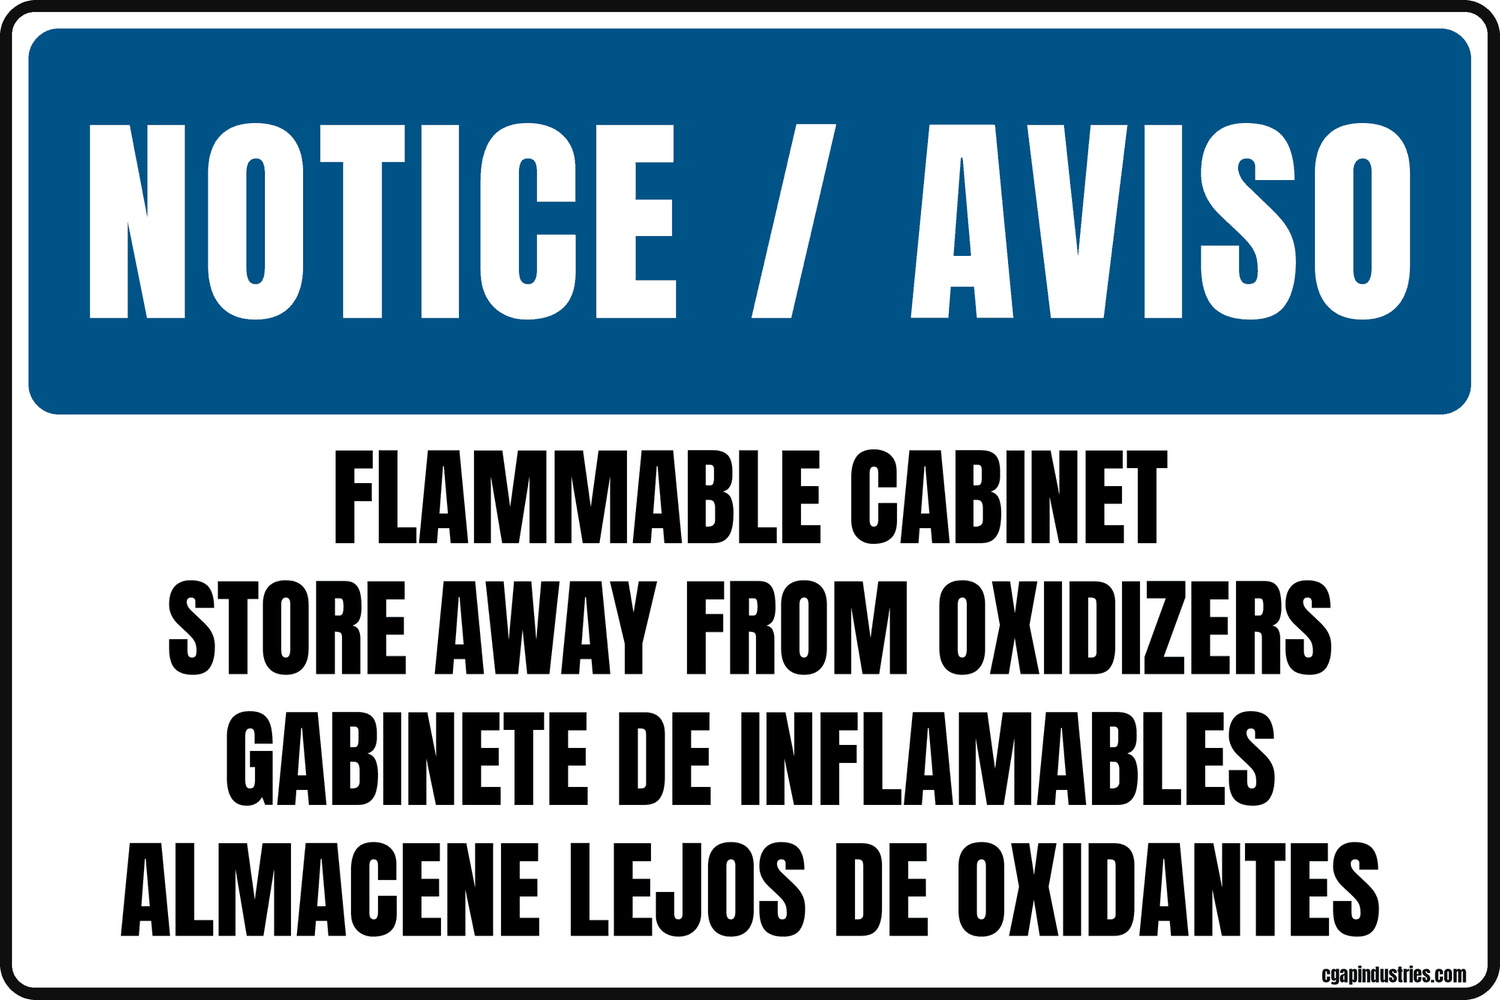 NOTICE / AVISO
FLAMMABLE CABINET
STORE AWAY FROM OXIDIZERS
GABINETE DE INFLAMABLES
ALMACENE LEJOS DE OXIDANTES
cgapindustries.com